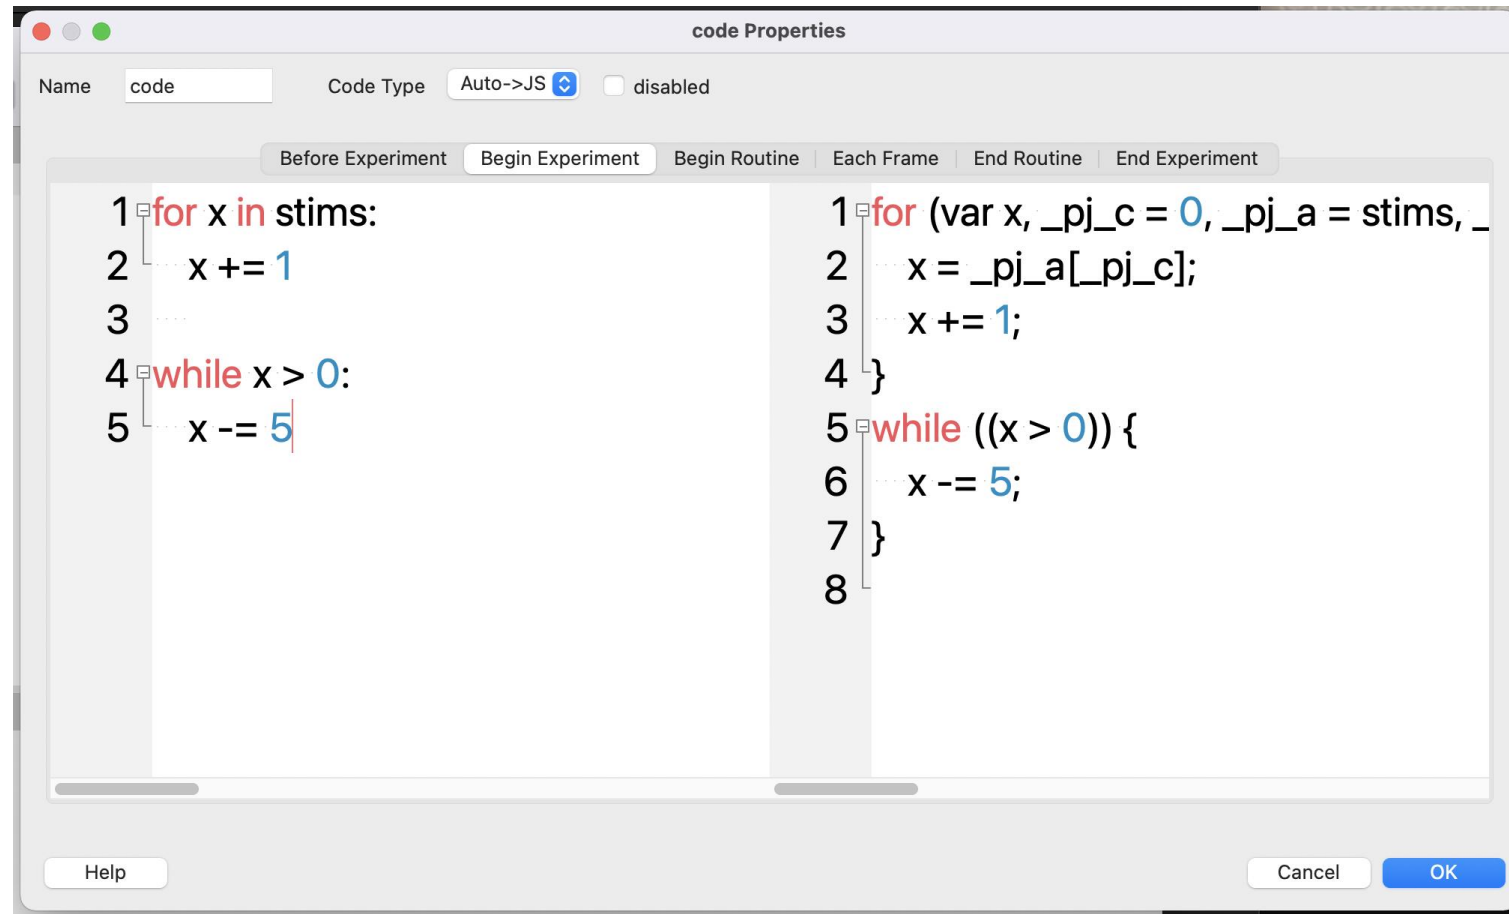 code Properties
Name code Code Type Auto->JS disabled
Before Experiment Begin Experiment Begin Routine Each Frame End Routine End Experiment
1 for x in stims:
2 x += 1
3
4 while x > 0:
5 x -= 5
1 for (var x, _pj_c = 0, _pj_a = stims, _
2 x = _pj_a[_pj_c];
3 x += 1;
4 }
5 while ((x > 0)) {
6 x -= 5;
7 }
8
Help Cancel OK